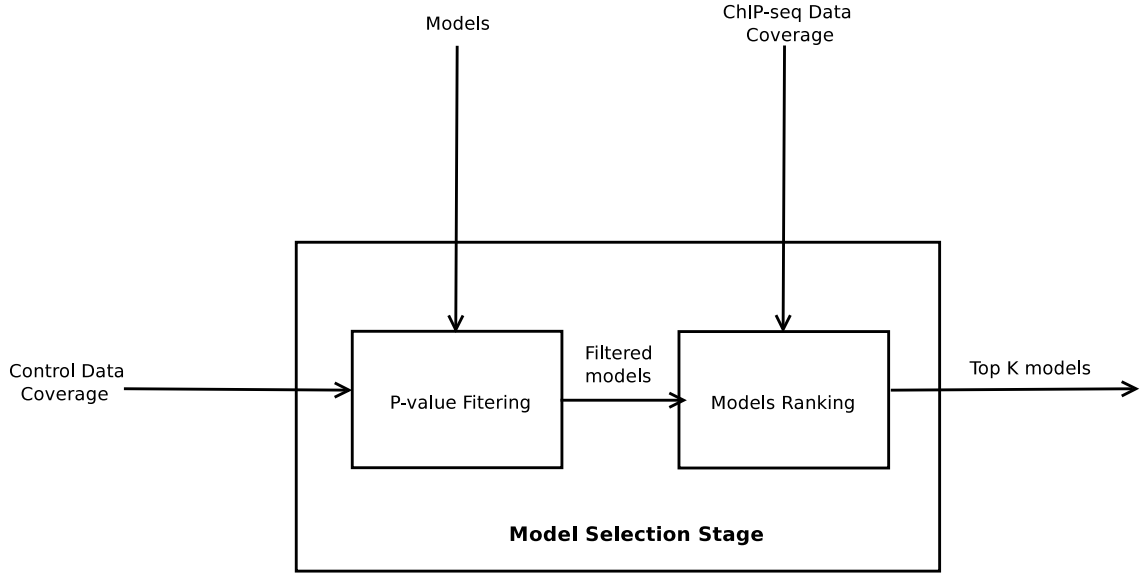 Models
ChIP-seq Data
Coverage
Control Data
Coverage
P-value Fitering
Filtered
models
Models Ranking
Top K models
Model Selection Stage